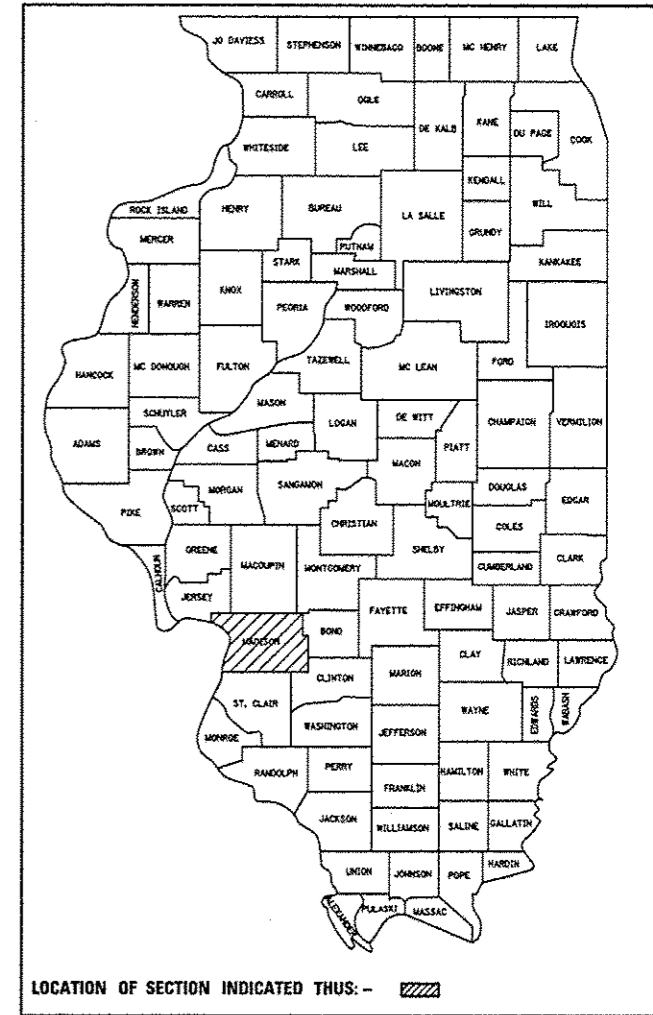 JO DAVIESS STEPHENSON WINNEBAGO BOONE MC HENRY LAKE
CARROLL OGLE DE KALB KANE DU PAGE COOK
WHITESIDE LEE KENDALL WILL
ROCK ISLAND HENRY BUREAU LA SALLE GRUNDY
MERCER PUTNAM KANKAKEE
STARK MARSHALL
HENDERSON WARREN KNOX PEORIA WOODFORD LIVINGSTON IROQUOIS
HANCOCK MC DONOUGH FULTON TAZEWELL MC LEAN FORD
SCHUYLER MASON LOGAN DE WITT CHAMPAIGN VERMILION
ADAMS BROWN CASS MENARD MACON PIATT
PIKE SCOTT MORGAN SANGAMON CHRISTIAN MOULTRIE DOUGLAS EDGAR
COLES
CALHOUN GREENE MACOUPIN MONTGOMERY SHELBY CUMBERLAND CLARK
JERSEY FAYETTE EFFINGHAM JASPER CRAWFORD
MADISON BOND CLAY RICHLAND LAWRENCE
CLINTON MARION
ST. CLAIR WASHINGTON JEFFERSON WAYNE EDWARDS WABASH
MONROE
RANDOLPH PERRY FRANKLIN HAMILTON WHITE
JACKSON WILLIAMSON SALINE GALLATIN
UNION JOHNSON POPE HARDIN
ALEXANDER PULASKI MASSAC
LOCATION OF SECTION INDICATED THUS: -